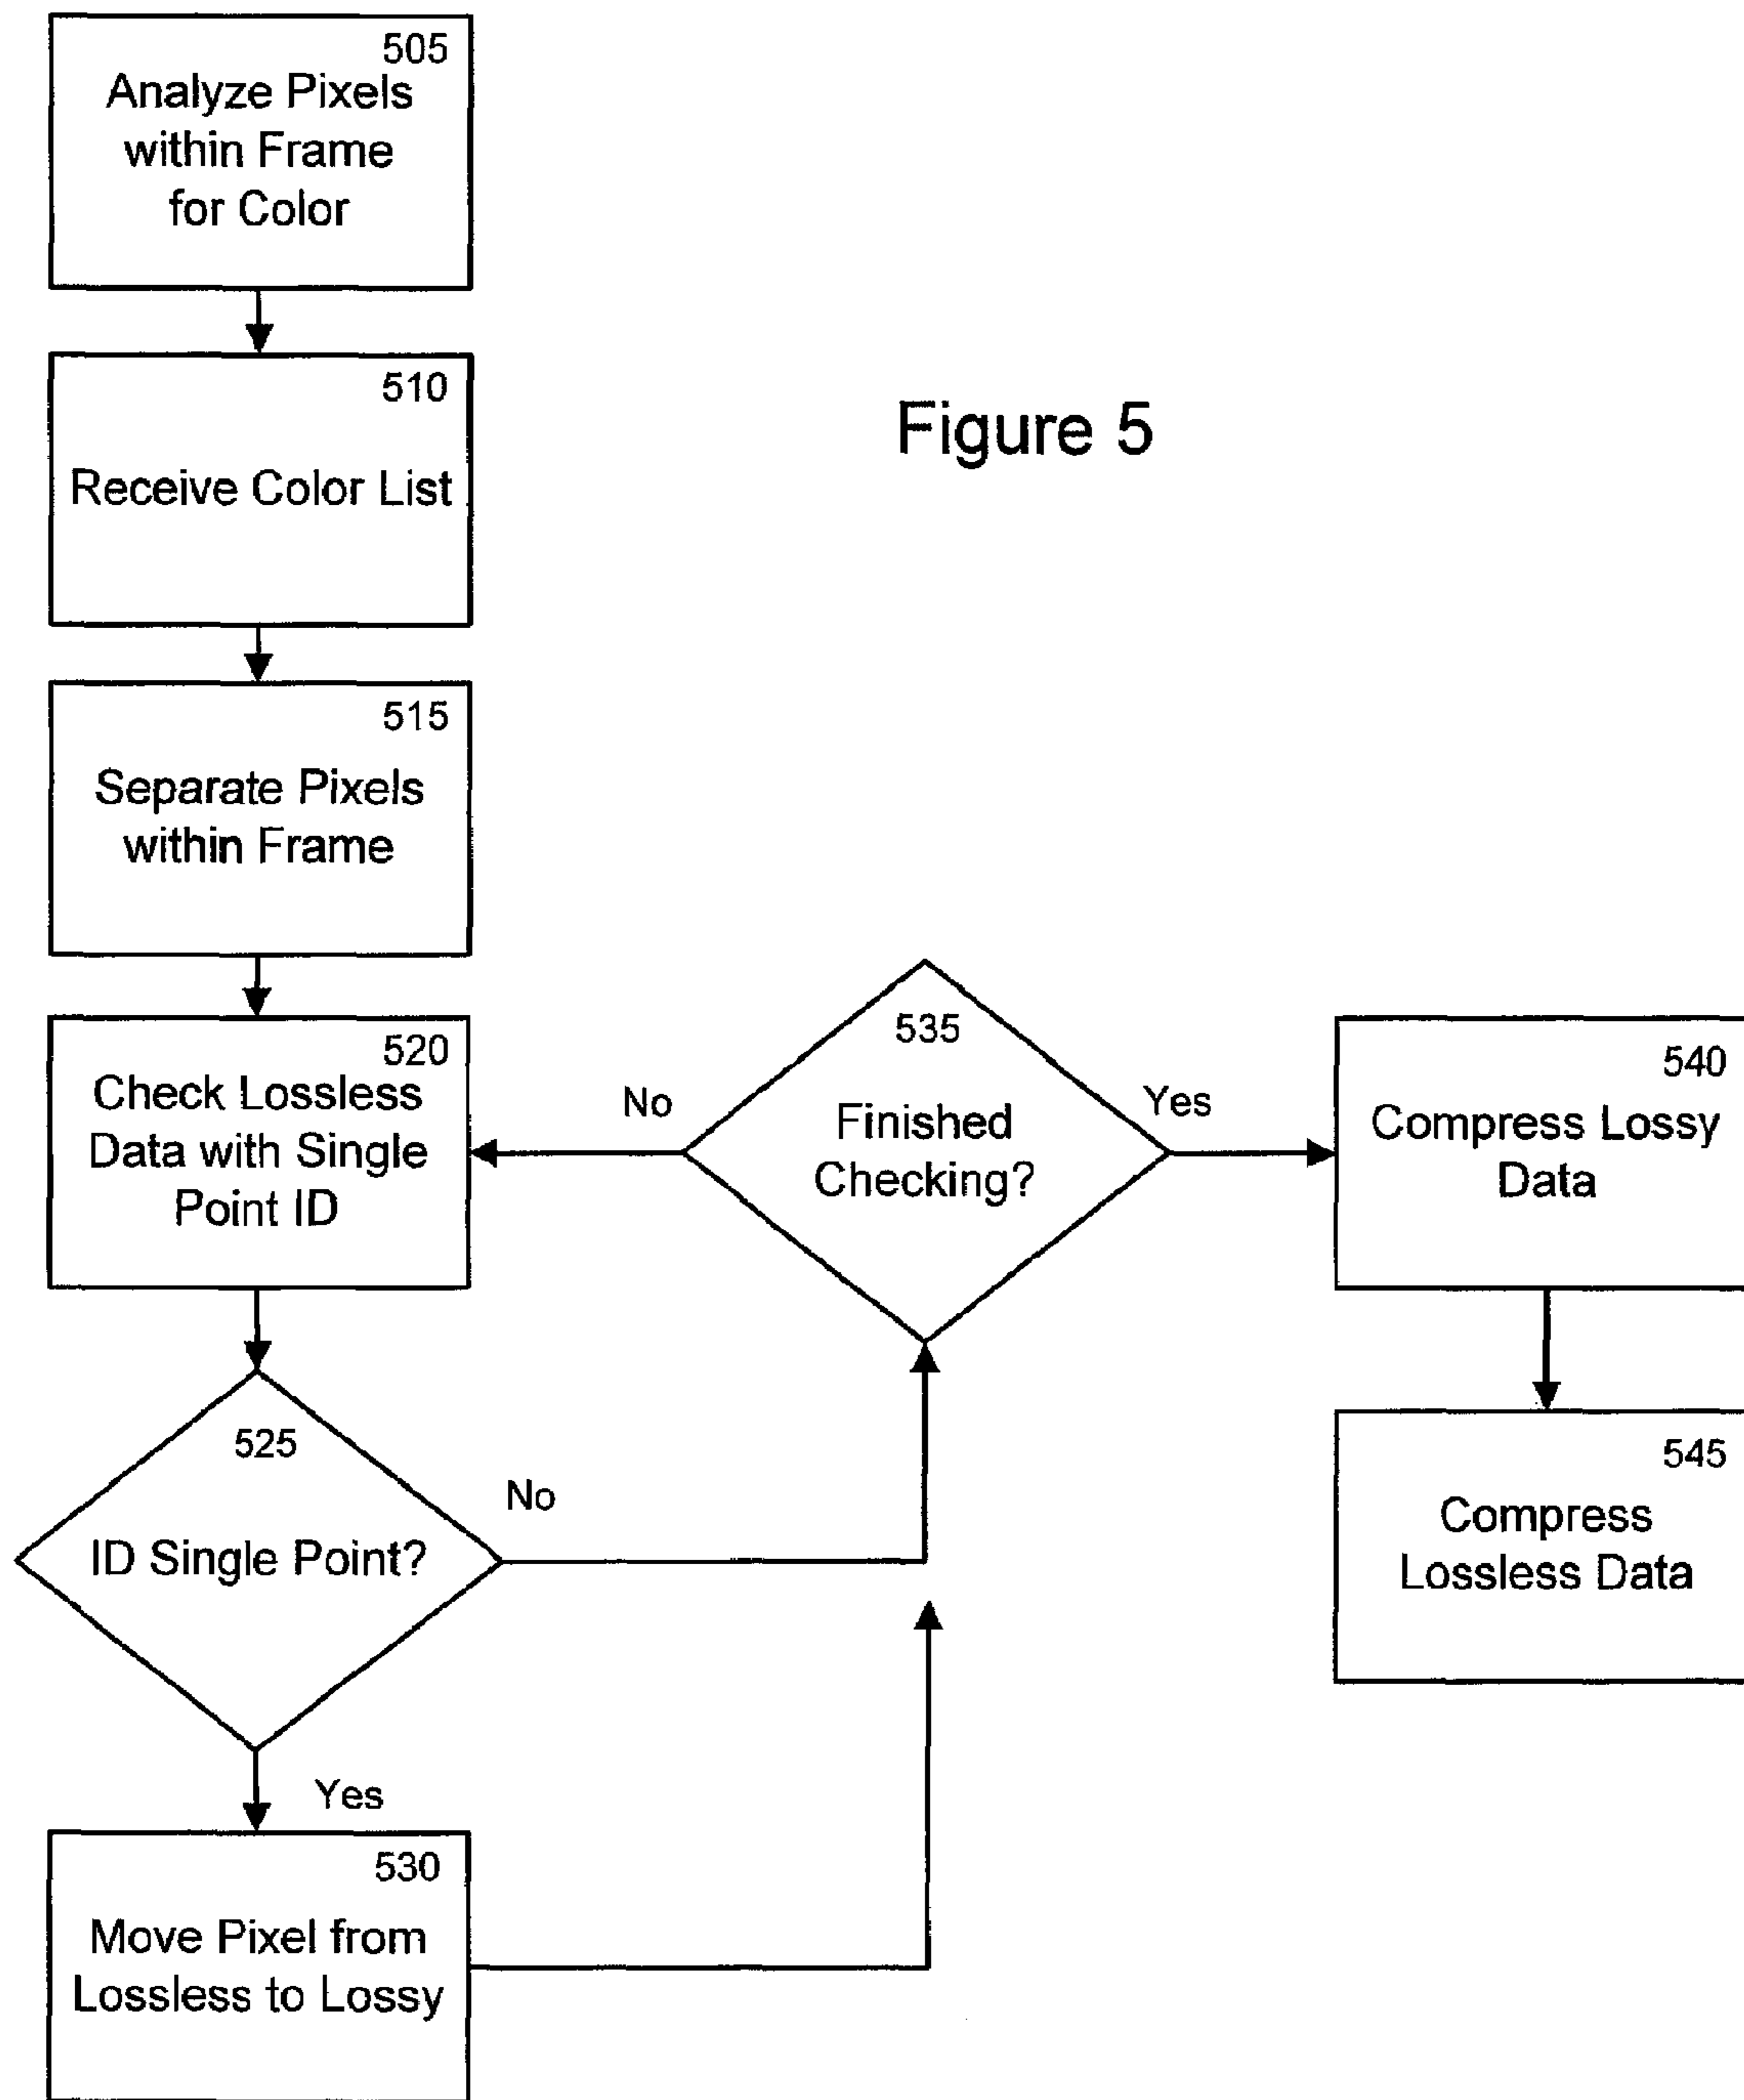 505
Analyze Pixels
within Frame
for Color
510
Receive Color List
Figure 5
515
Separate Pixels
within Frame
520
Check Lossless
Data with Single
Point ID
535
Finished
Checking?
No
Yes
540
Compress Lossy
Data
525
ID Single Point?
No
Yes
545
Compress
Lossless Data
530
Move Pixel from
Lossless to Lossy